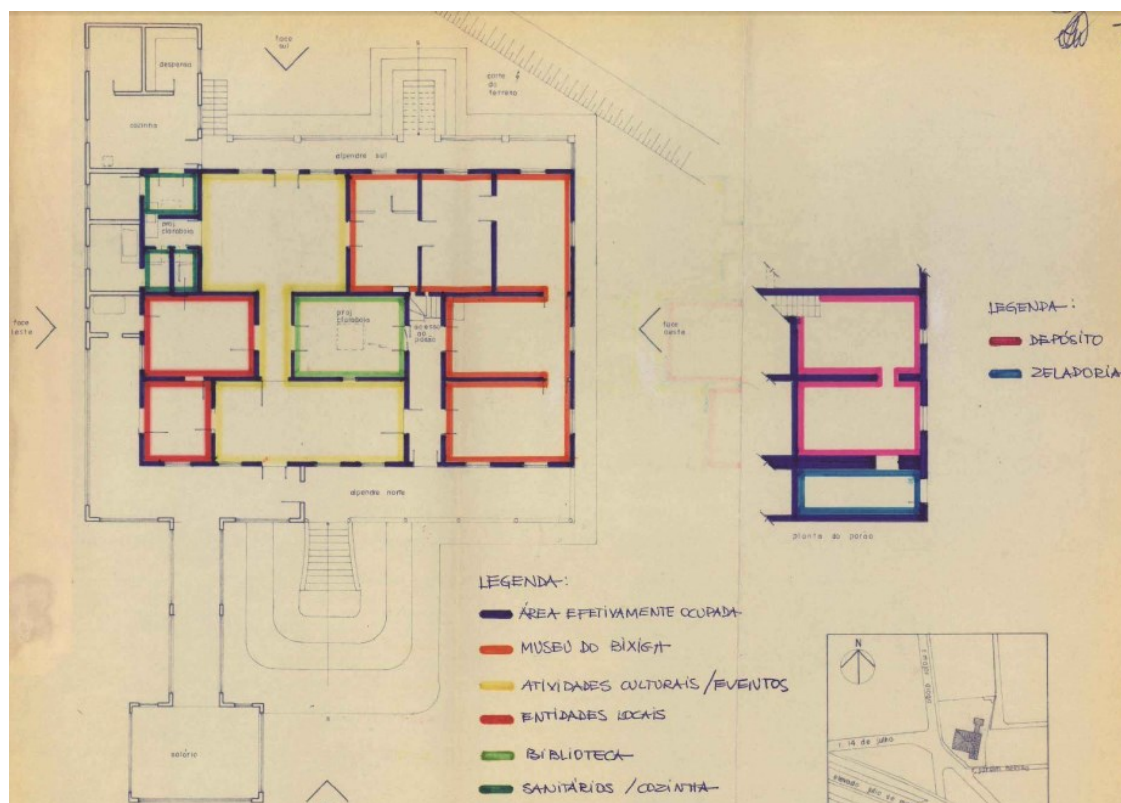 face
sul
despensa
corte
do
terreno
cozinha
alpendre sul
proj
claraboia
proj
claraboia
acesso
ao
porão
face
leste
face
oeste
alpendre norte
solário
planta do porão
LEGENDA:
DEPÓSITO
ZELADORIA
LEGENDA:
ÁREA EFETIVAMENTE OCUPADA
MUSEU DO BIXIGA
ATIVIDADES CULTURAIS/EVENTOS
ENTIDADES LOCAIS
BIBLIOTECA
SANITÁRIOS/COZINHA
N
r. 14 de julho
elevado